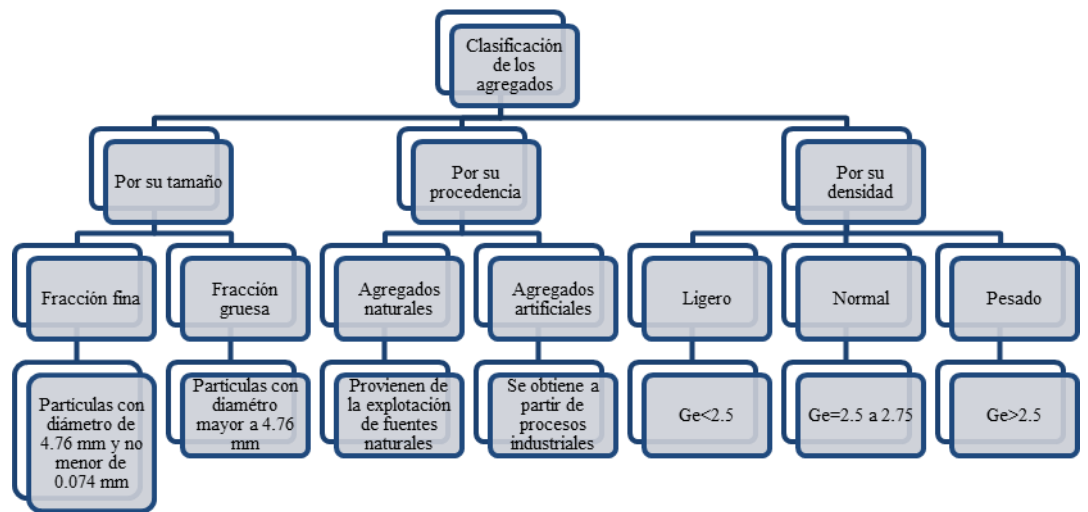 Clasificación
de los
agregados
Por su tamaño
Por su
procedencia
Por su
densidad
Fracción fina
Fracción
gruesa
Agregados
naturales
Agregados
artificiales
Ligero
Normal
Pesado
Particulas con
diámetro de
4.76 mm y no
menor de
0.074 mm
Particulas con
diamétro
mayor a 4.76
mm
Provienen de
la explotación
de fuentes
naturales
Se obtiene a
partir de
procesos
industriales
Ge<2.5
Ge=2.5 a 2.75
Ge>2.5